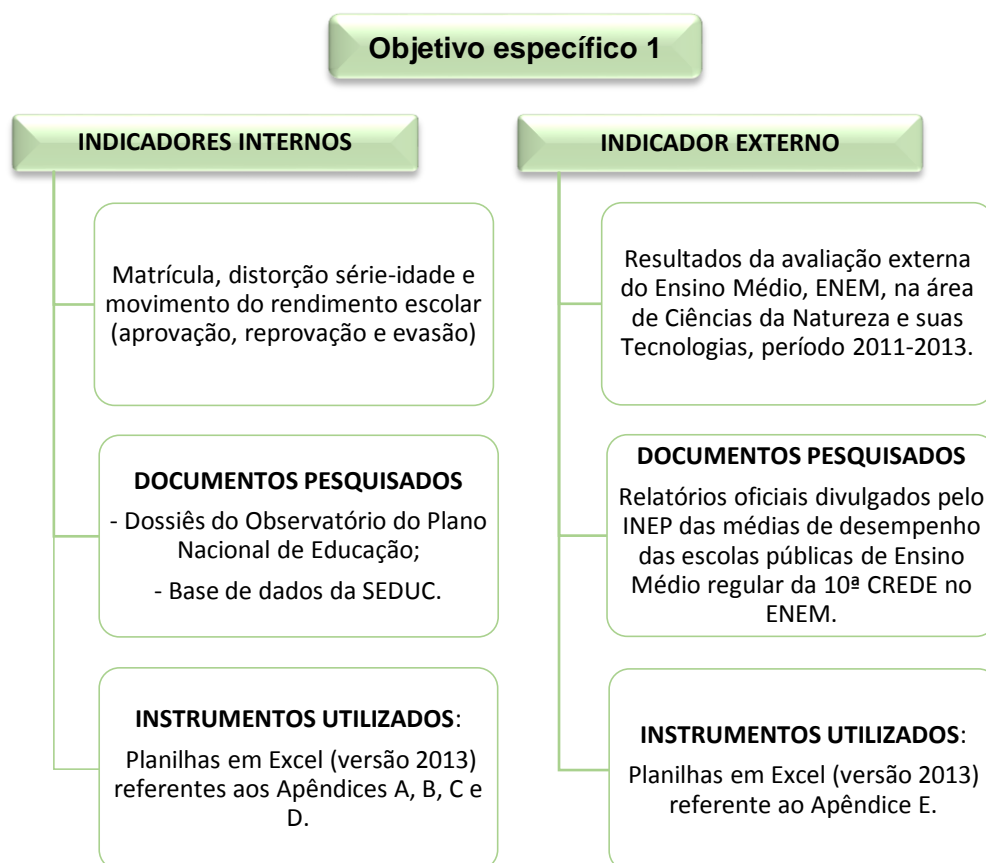 Objetivo específico 1
INDICADORES INTERNOS
Matrícula, distorção série-idade e
movimento do rendimento escolar
(aprovação, reprovação e evasão)
DOCUMENTOS PESQUISADOS
- Dossiês do Observatório do Plano
Nacional de Educação;
- Base de dados da SEDUC.
INSTRUMENTOS UTILIZADOS:
Planilhas em Excel (versão 2013)
referentes aos Apêndices A, B, C e
D.
INDICADOR EXTERNO
Resultados da avaliação externa
do Ensino Médio, ENEM, na área
de Ciências da Natureza e suas
Tecnologias, período 2011-2013.
DOCUMENTOS PESQUISADOS
Relatórios oficiais divulgados pelo
INEP das médias de desempenho
das escolas públicas de Ensino
Médio regular da 10ª CREDE no
ENEM.
INSTRUMENTOS UTILIZADOS:
Planilhas em Excel (versão 2013)
referente ao Apêndice E.